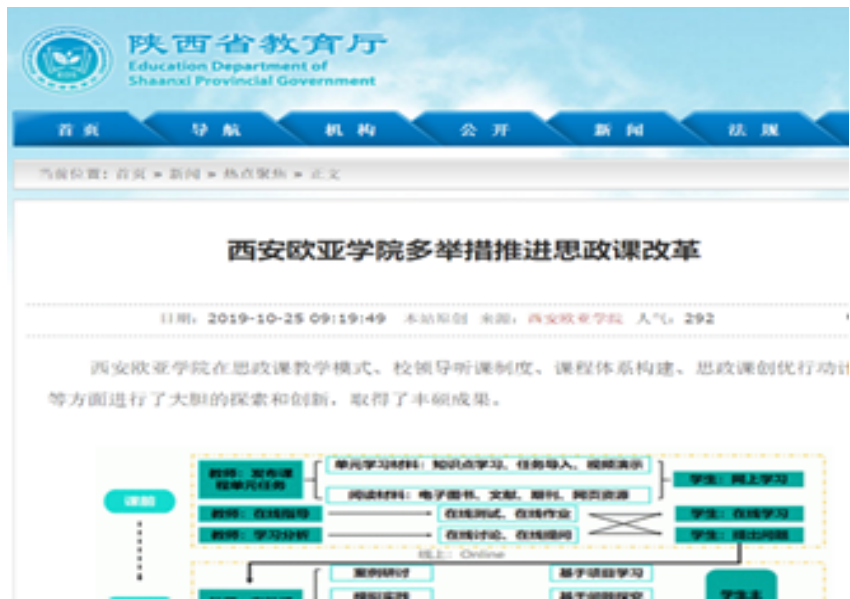 陕西省教育厅
Education Department of
Shaanxi Provincial Government
首页 导航 机构 公开 新闻 法规
当前位置: 首页 » 新闻 » 热点聚焦 » 正文
西安欧亚学院多举措推进思政课改革
日期: 2019-10-25 09:19:49 本站原创 来源: 西安欧亚学院 人气: 292
西安欧亚学院在思政课教学模式、校领导听课制度、课程体系构建、思政课创优行动计
等方面进行了大胆的探索和创新，取得了丰硕成果。
教师: 发布课程单元任务
单元学习材料: 知识点学习、任务导入、视频演示
学生: 网上学习
课前
阅读材料: 电子图书、文献、期刊、网页资源
教师: 在线指导 在线测试、在线作业 学生: 在线学习
教师: 学习分析 在线讨论、在线提问 学生: 提出问题
线上: Online
案例研讨 基于项目学习
模拟实践
学生主